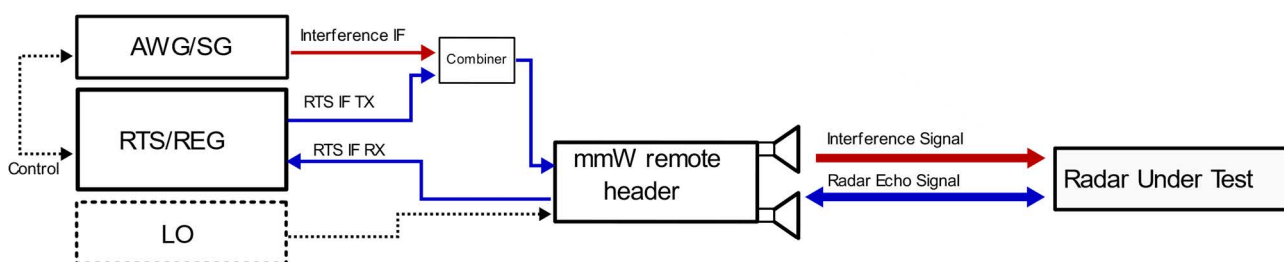 AWG/SG
Interference IF
Combiner
RTS IF TX
RTS/REG
RTS IF RX
Control
LO
mmW remote
header
Interference Signal
Radar Echo Signal
Radar Under Test